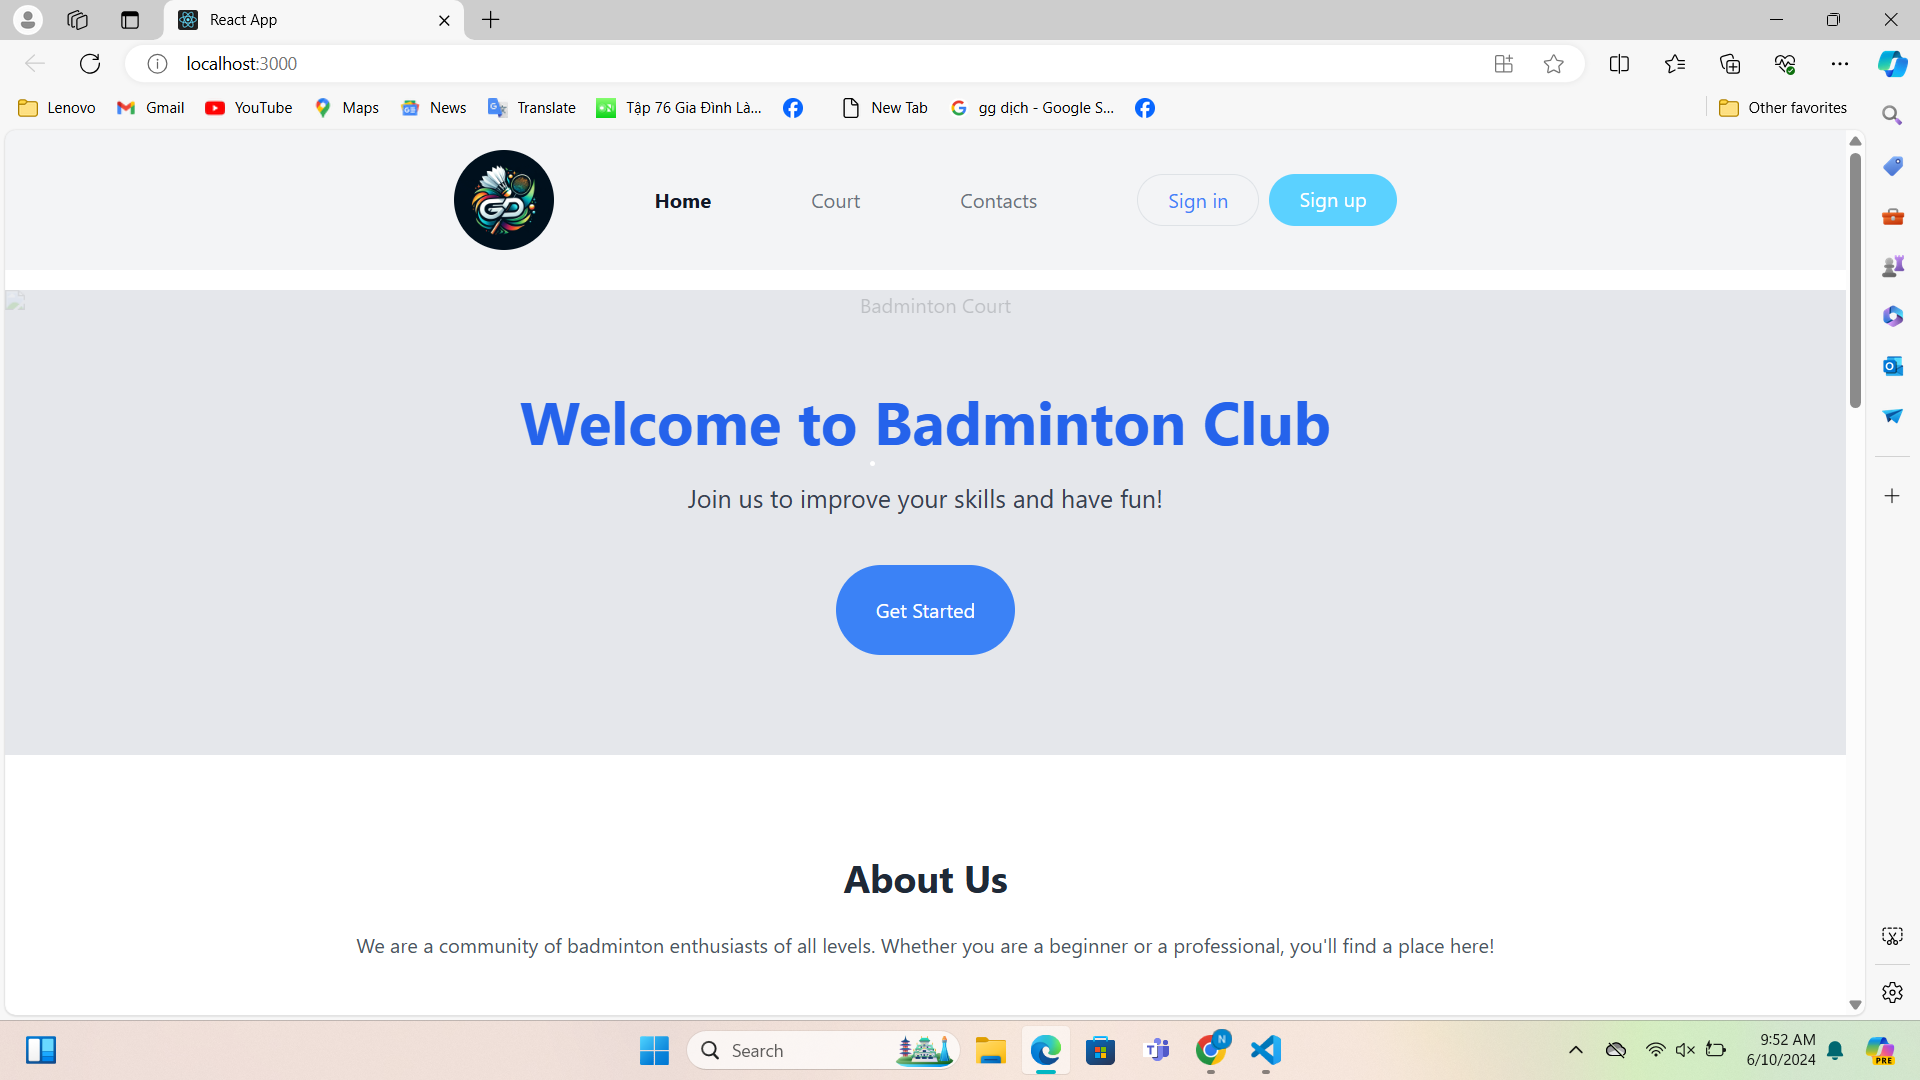 React App
localhost:3000
Lenovo Gmail YouTube Maps News Translate Tập 76 Gia Đình Là... New Tab gg dịch - Google S... Other favorites
GD
Home Court Contacts Sign in Sign up
Badminton Court
Welcome to Badminton Club
Join us to improve your skills and have fun!
Get Started
About Us
We are a community of badminton enthusiasts of all levels. Whether you are a beginner or a professional, you'll find a place here!
Search
N
9:52 AM
6/10/2024
PRE